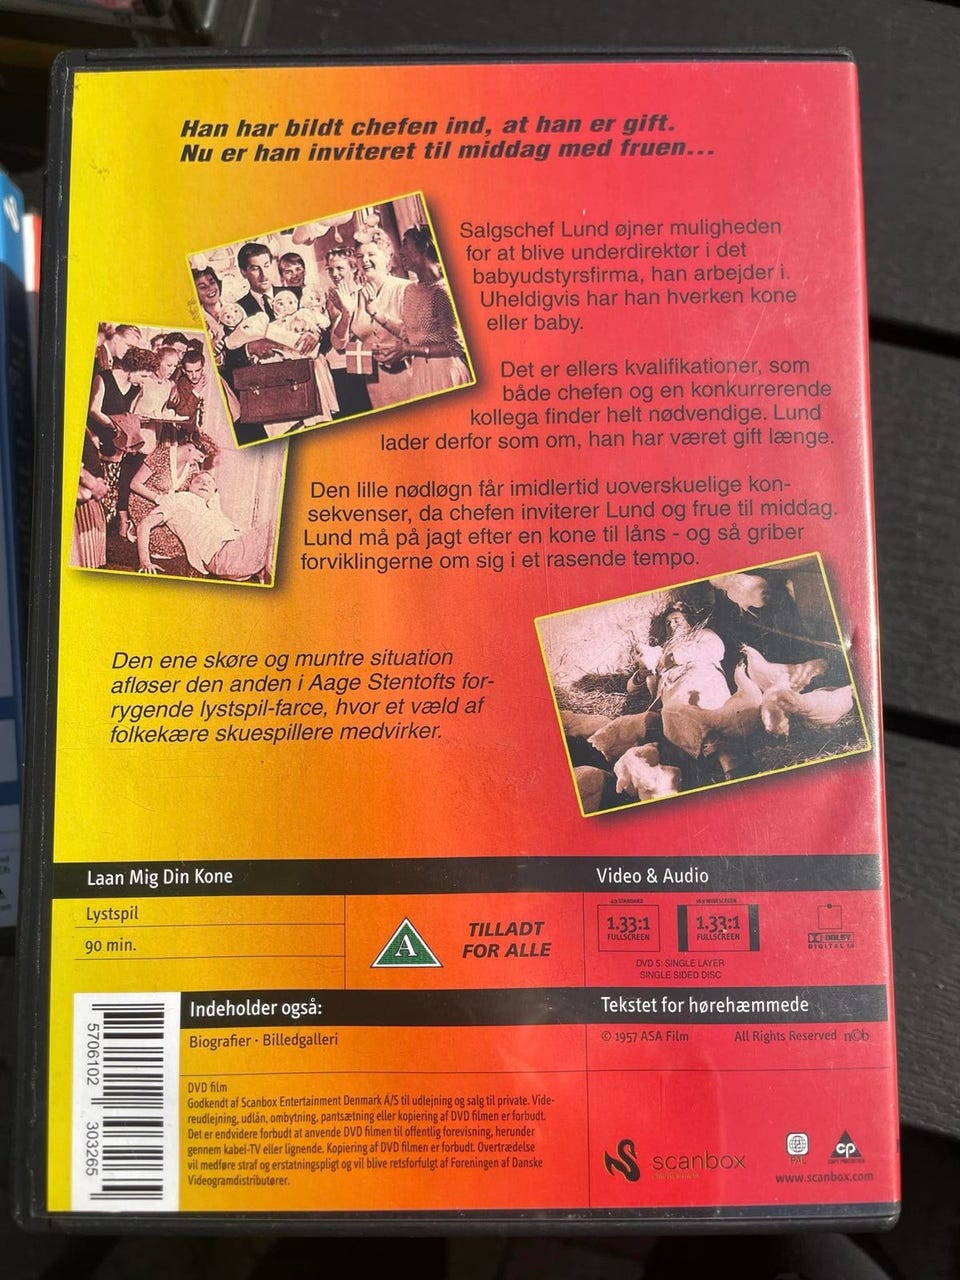 Han har bildt chefen ind, at han er gift.
Nu er han inviteret til middag med fruen...
Salgschef Lund øjner muligheden
for at blive underdirektør i det
babyudstyrsfirma, han arbejder i.
Uheldigvis har han hverken kone
eller baby.
Det er ellers kvalifikationer, som
både chefen og en konkurrerende
kollega finder helt nødvendige. Lund
lader derfor som om, han har været gift længe.
Den lille nødløgn får imidlertid uoverskuelige kon-
sekvenser, da chefen inviterer Lund og frue til middag.
Lund må på jagt efter en kone til låns - og så griber
forviklingerne om sig i et rasende tempo.
Den ene skøre og muntre situation
afløser den anden i Aage Stentofts for-
rygende lystspil-farce, hvor et væld af
folkekære skuespillere medvirker.
Laan Mig Din Kone
Video & Audio
Lystspil
90 min.
A
TILLADT
FOR ALLE
4:3 STANDARD
1.33:1
FULLSCREEN
16:9 WIDESCREEN
1.33:1
FULLSCREEN
DVD 5: SINGLE LAYER
SINGLE SIDED DISC
DOLBY
DIGITAL
Indeholder også:
Tekstet for hørehæmmede
Biografier · Billedgalleri
© 1957 ASA Film
All Rights Reserved
n©b
DVD film
Godkendt af Scanbox Entertainment Denmark A/S til udlejning og salg til private. Vide-
reudlejning, udlån, ombytning, pantsætning eller kopiering af DVD filmen er forbudt.
Det er endvidere forbudt at anvende DVD filmen til offentlig forevisning, herunder
gennem kabel-TV eller lignende. Kopiering af DVD filmen er forbudt. Overtrædelse
vil medføre straf og erstatningspligt og vil blive retsforfulgt af Foreningen af Danske
Videogramdistributører.
5706102 303265
scanbox
PAL
CP
www.scanbox.com